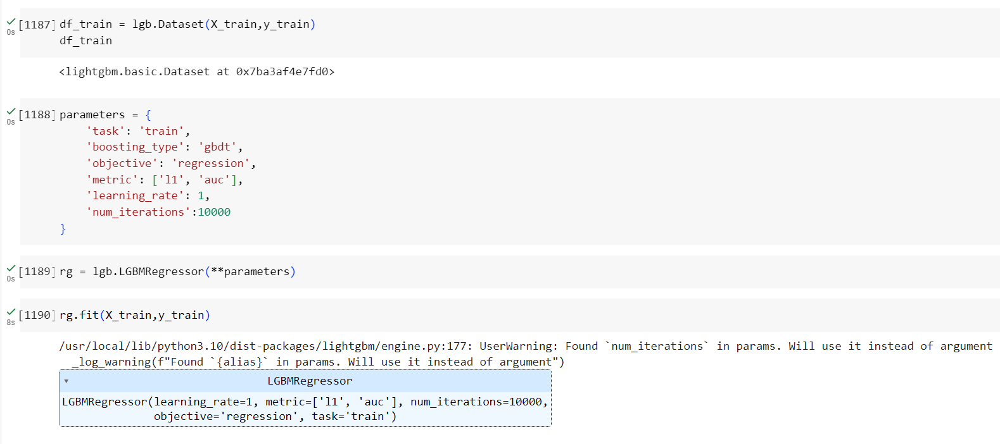 [1187] df_train = lgb.Dataset(X_train,y_train)
0s
df_train
<lightgbm.basic.Dataset at 0x7ba3af4e7fd0>
[1188] parameters = {
0s
'task': 'train',
'boosting_type': 'gbdt',
'objective': 'regression',
'metric': ['l1', 'auc'],
'learning_rate': 1,
'num_iterations':10000
}
[1189] rg = lgb.LGBMRegressor(**parameters)
0s
[1190] rg.fit(X_train,y_train)
8s
/usr/local/lib/python3.10/dist-packages/lightgbm/engine.py:177: UserWarning: Found `num_iterations` in params. Will use it instead of argument
_log_warning(f"Found `{alias}` in params. Will use it instead of argument")
LGBMRegressor
LGBMRegressor(learning_rate=1, metric=['l1', 'auc'], num_iterations=10000,
objective='regression', task='train')